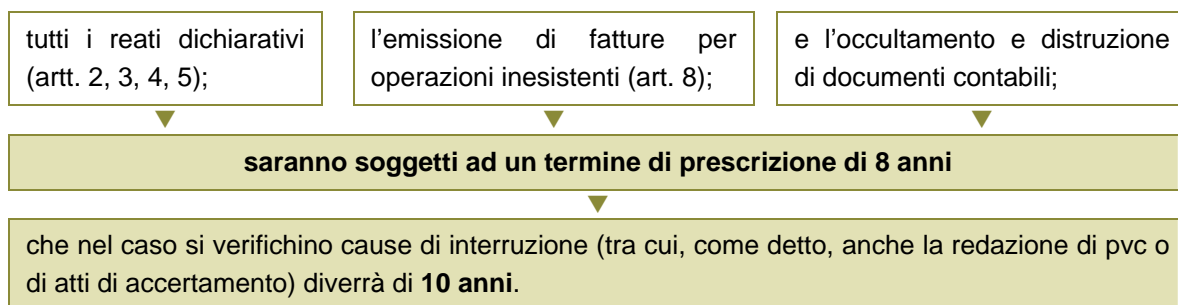 tutti i reati dichiarativi
(artt. 2, 3, 4, 5);
l'emissione di fatture per
operazioni inesistenti (art. 8);
e l'occultamento e distruzione
di documenti contabili;
saranno soggetti ad un termine di prescrizione di 8 anni
che nel caso si verifichino cause di interruzione (tra cui, come detto, anche la redazione di pvc o
di atti di accertamento) diverrà di 10 anni.